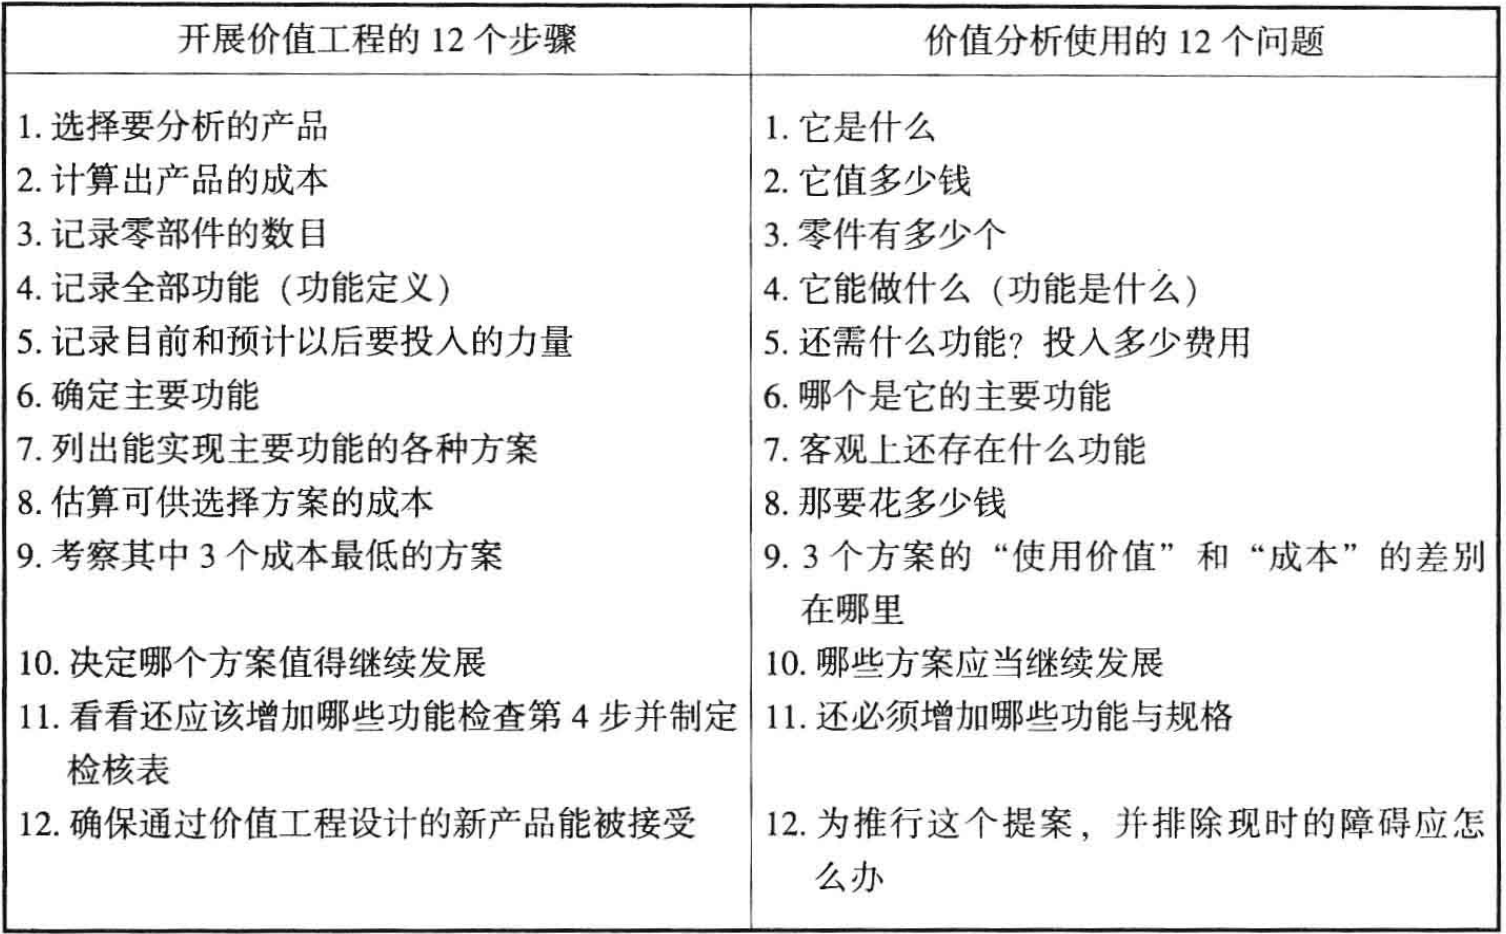 开展价值工程的 12 个步骤
价值分析使用的 12 个问题
1. 选择要分析的产品
2. 计算出产品的成本
3. 记录零部件的数目
4. 记录全部功能（功能定义）
5. 记录目前和预计以后要投入的力量
6. 确定主要功能
7. 列出能实现主要功能的各种方案
8. 估算可供选择方案的成本
9. 考察其中 3 个成本最低的方案
10. 决定哪个方案值得继续发展
11. 看看还应该增加哪些功能检查第 4 步并制定
检核表
12. 确保通过价值工程设计的新产品能被接受
1. 它是什么
2. 它值多少钱
3. 零件有多少个
4. 它能做什么（功能是什么）
5. 还需什么功能？投入多少费用
6. 哪个是它的主要功能
7. 客观上还存在什么功能
8. 那要花多少钱
9. 3 个方案的“使用价值”和“成本”的差别
在哪里
10. 哪些方案应当继续发展
11. 还必须增加哪些功能与规格
12. 为推行这个提案，并排除现时的障碍应怎
么办